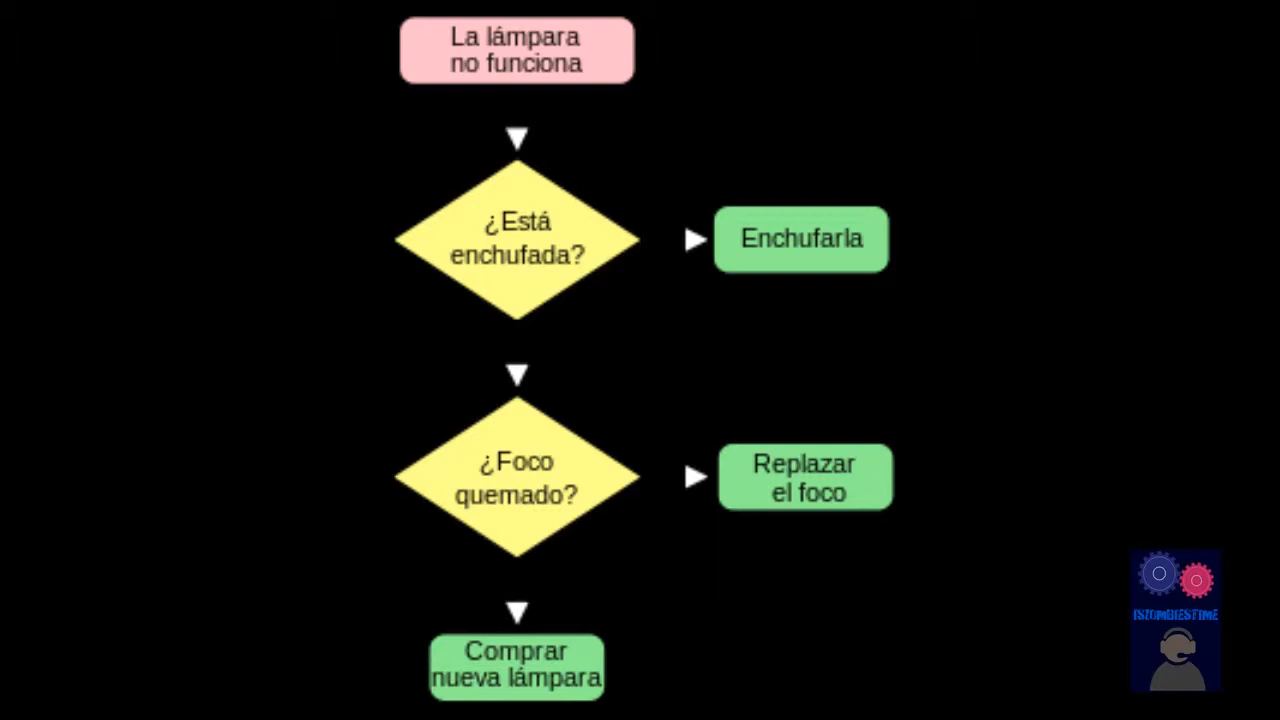 La lámpara
no funciona
¿Está
enchufada?
Enchufarla
¿Foco
quemado?
Replazar
el foco
Comprar
nueva lámpara